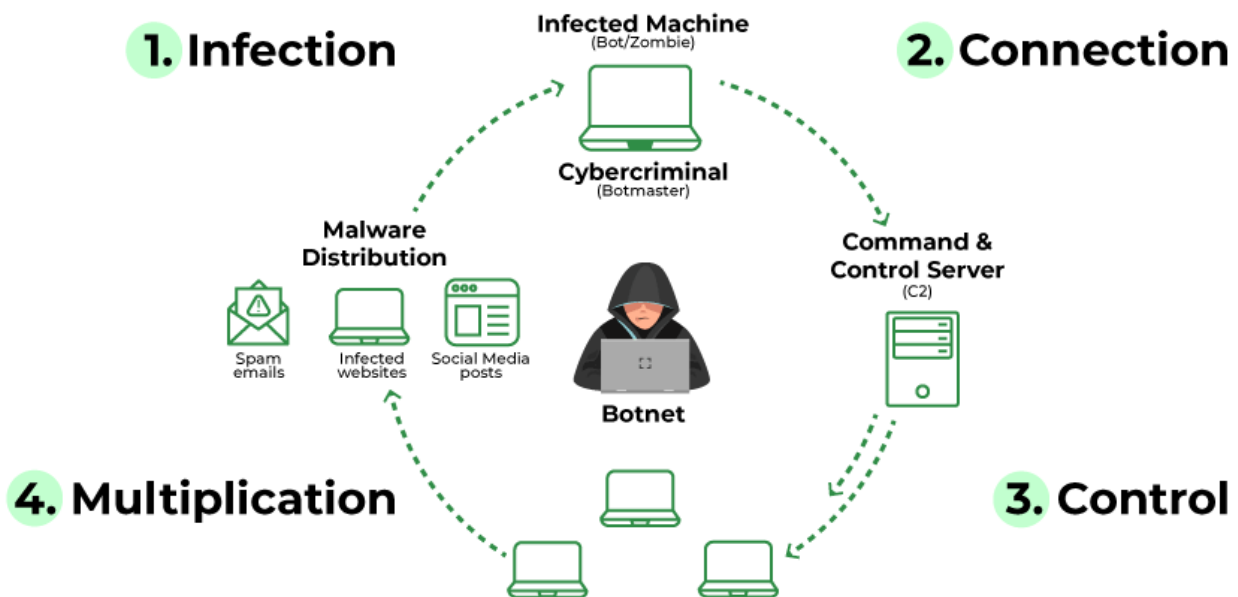 1. Infection
Infected Machine
(Bot/Zombie)
2. Connection
Cybercriminal
(Botmaster)
Malware
Distribution
Command &
Control Server
(C2)
Spam
emails
Infected
websites
Social Media
posts
Botnet
4. Multiplication
3. Control